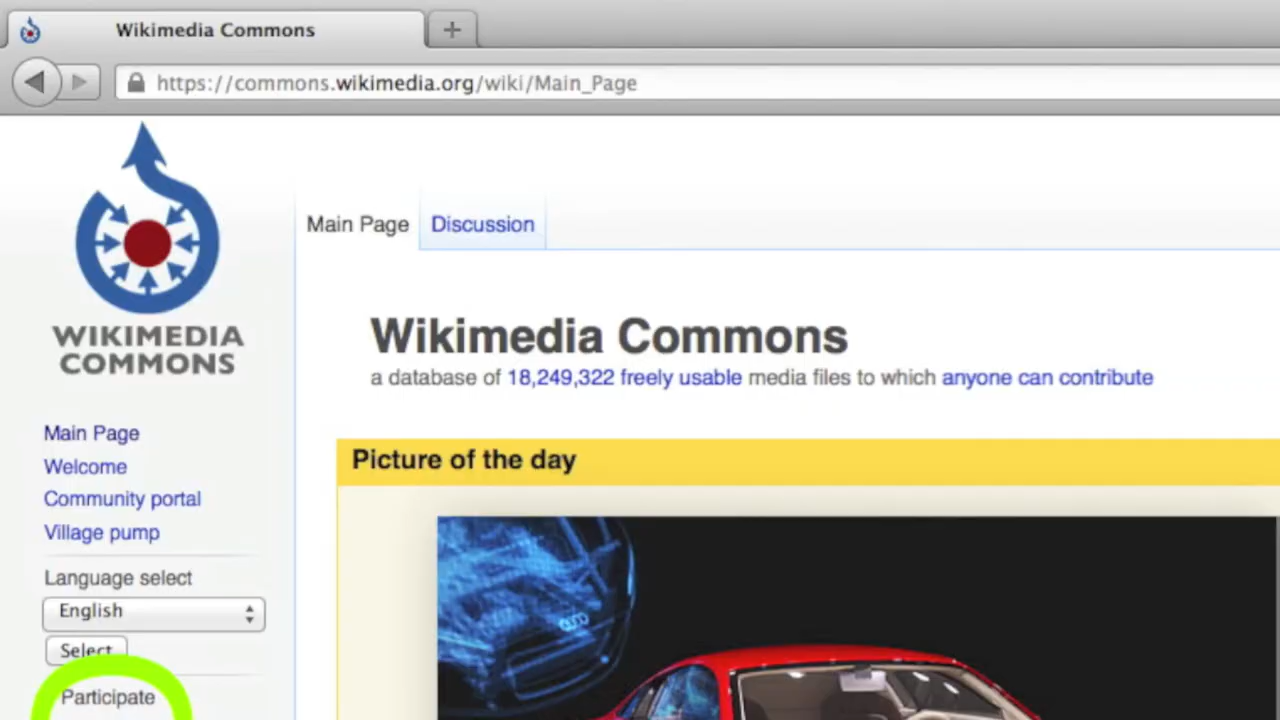 Wikimedia Commons
https://commons.wikimedia.org/wiki/Main_Page
WIKIMEDIA
COMMONS
Main Page Discussion
Wikimedia Commons
a database of 18,249,322 freely usable media files to which anyone can contribute
Main Page
Welcome
Community portal
Village pump
Language select
English
Select
Participate
Picture of the day